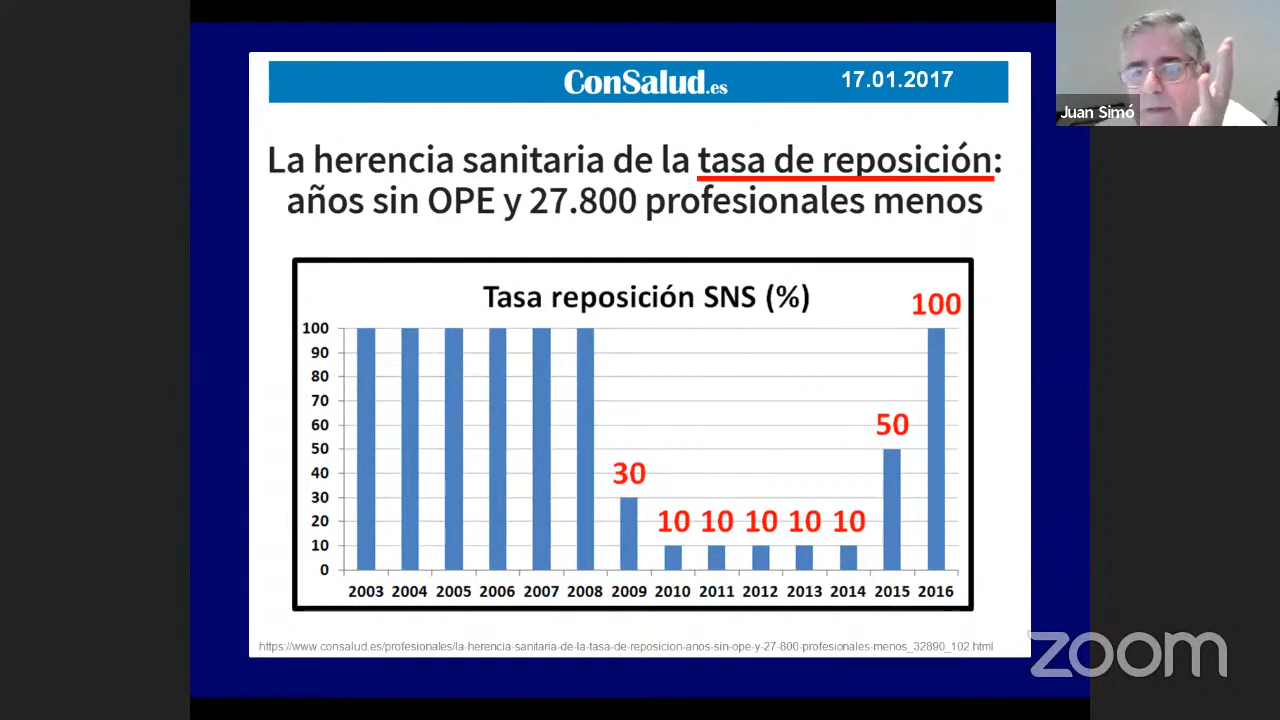 ConSalud.es
17.01.2017
Juan Simó
La herencia sanitaria de la tasa de reposición:
años sin OPE y 27.800 profesionales menos
Tasa reposición SNS (%)
100
100
90
80
70
60
50
40
30
20
10
0
50
30
10 10 10 10 10
2003 2004 2005 2006 2007 2008 2009 2010 2011 2012 2013 2014 2015 2016
https://www.consalud.es/profesionales/la-herencia-sanitaria-de-la-tasa-de-reposicion-anos-sin-ope-y-27-800-profesionales-menos_32890_102.html
zoom